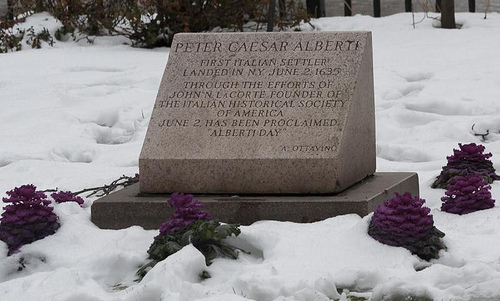 PETER CAESAR ALBERTI
FIRST ITALIAN SETTLER
LANDED IN N.Y. JUNE 2, 1635
THROUGH THE EFFORTS OF
JOHN N. LACORTE FOUNDER OF
THE ITALIAN HISTORICAL SOCIETY
OF AMERICA
JUNE 2, HAS BEEN PROCLAIMED,
"ALBERTI DAY"
A. OTTAVINO